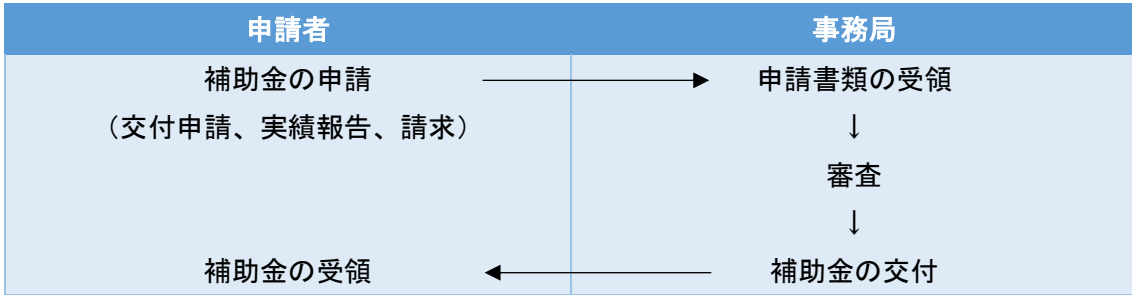 申請者
事務局
補助金の申請
申請書類の受領
（交付申請、実績報告、請求）
↓
審査
↓
補助金の受領
補助金の交付